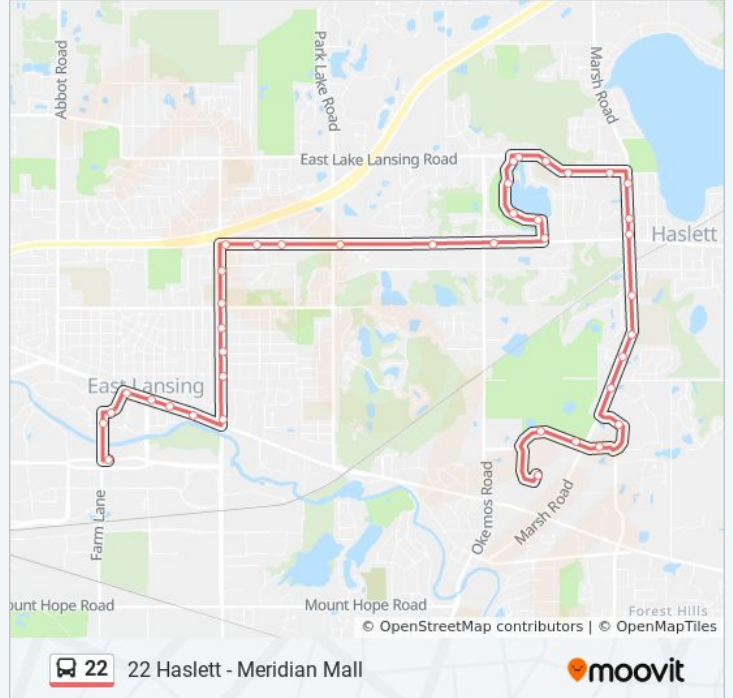 Abbot Road
Park Lake Road
Marsh Road
East Lake Lansing Road
Haslett
East Lansing
Okemos Road
Marsh Road
Farm Lane
ount Hope Road
Mount Hope Road
Forest Hills
© OpenStreetMap contributors | © OpenMapTiles
22 22 Haslett - Meridian Mall
moovit